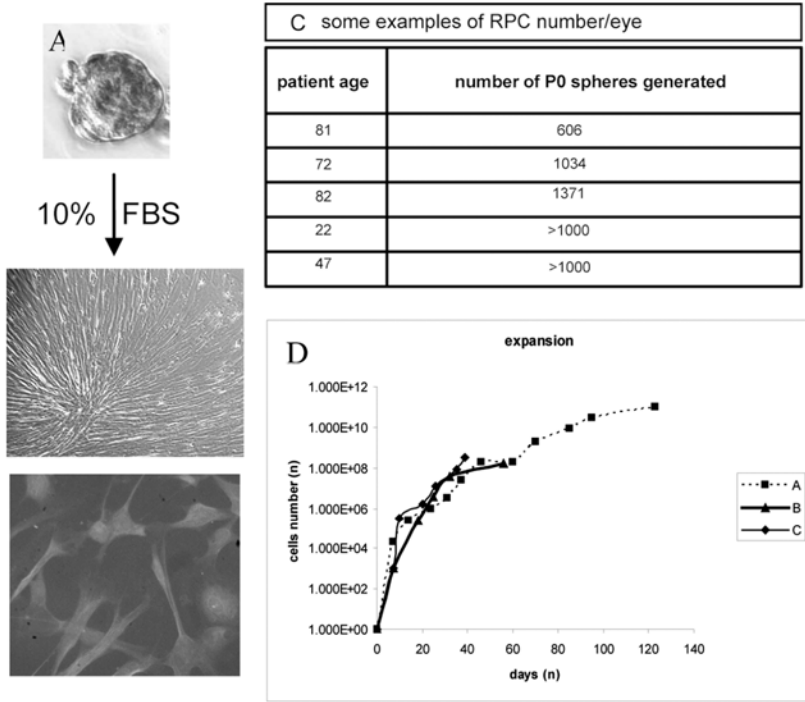 A
10% FBS
C some examples of RPC number/eye
patient age number of P0 spheres generated
81 606
72 1034
82 1371
22 >1000
47 >1000
D
expansion
1.000E+12
1.000E+10
1.000E+08
1.000E+06
1.000E+04
1.000E+02
1.000E+00
cells number (n)
0 20 40 60 80 100 120 140
days (n)
A
B
C